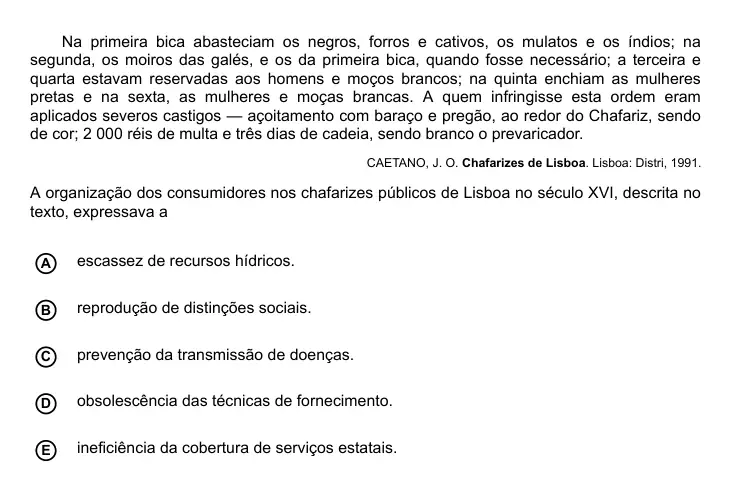 Na primeira bica abasteciam os negros, forros e cativos, os mulatos e os índios; na
segunda, os moiros das galés, e os da primeira bica, quando fosse necessário; a terceira e
quarta estavam reservadas aos homens e moços brancos; na quinta enchiam as mulheres
pretas e na sexta, as mulheres e moças brancas. A quem infringisse esta ordem eram
aplicados severos castigos — açoitamento com baraço e pregão, ao redor do Chafariz, sendo
de cor; 2 000 réis de multa e três dias de cadeia, sendo branco o prevaricador.
CAETANO, J. O. Chafarizes de Lisboa. Lisboa: Distri, 1991.
A organização dos consumidores nos chafarizes públicos de Lisboa no século XVI, descrita no
texto, expressava a
A escassez de recursos hídricos.
B reprodução de distinções sociais.
C prevenção da transmissão de doenças.
D obsolescência das técnicas de fornecimento.
E ineficiência da cobertura de serviços estatais.